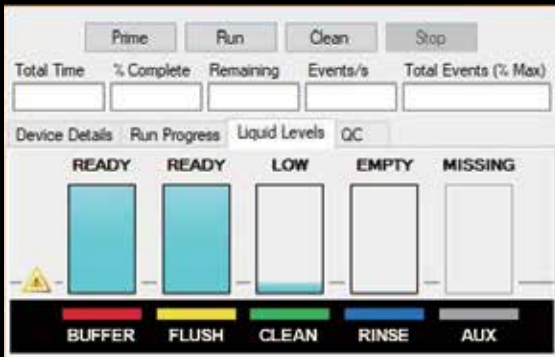 Prime Run Clean Stop
Total Time % Complete Remaining Events/s Total Events (% Max)
Device Details Run Progress Liquid Levels QC
READY READY LOW EMPTY MISSING
BUFFER FLUSH CLEAN RINSE AUX